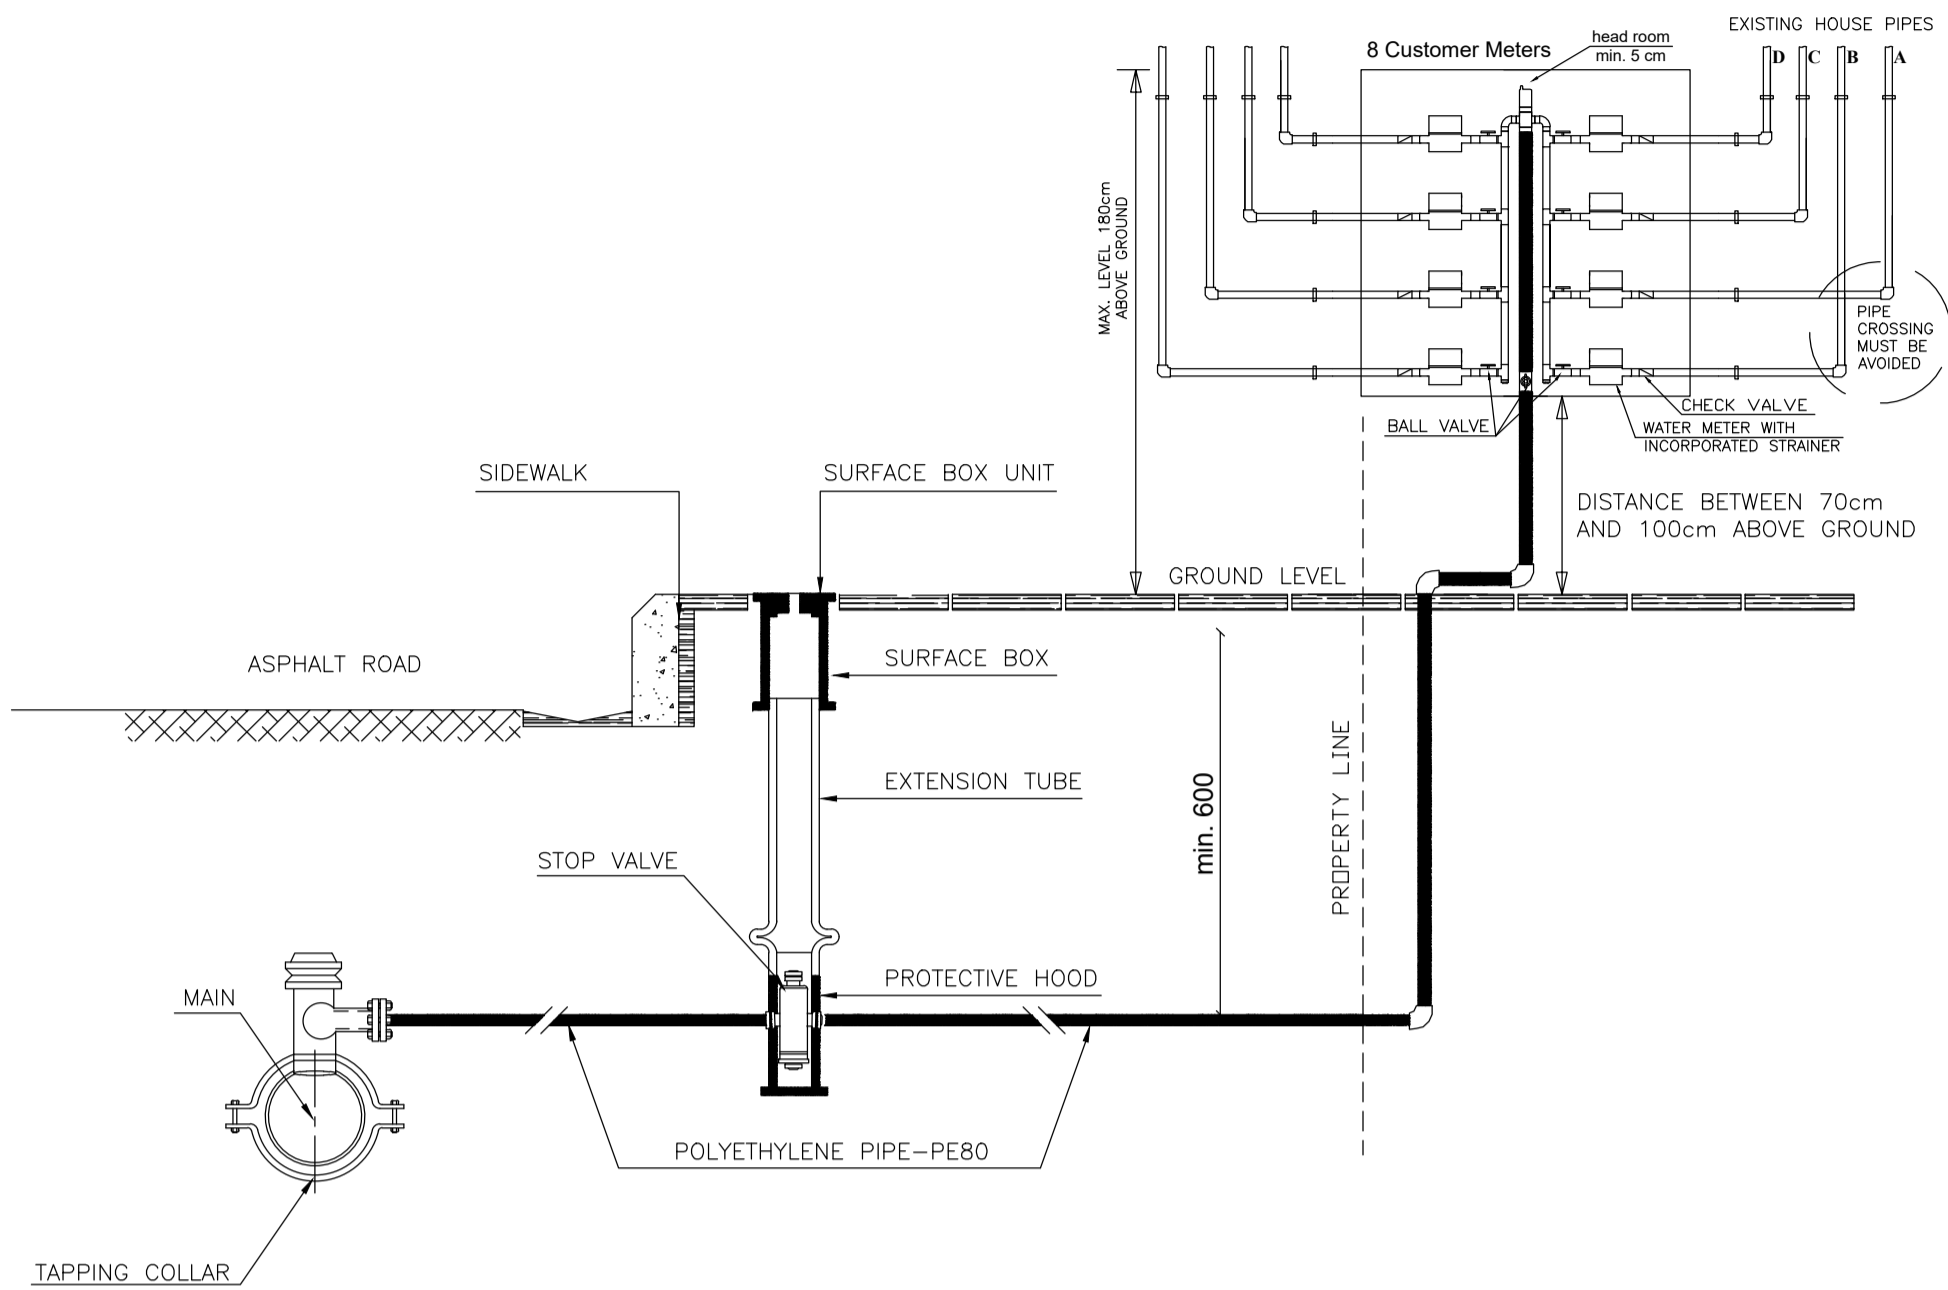 EXISTING HOUSE PIPES
8 Customer Meters
head room
min. 5 cm
D
C
B
A
MAX. LEVEL 180cm
ABOVE GROUND
PIPE
CROSSING
MUST BE
AVOIDED
CHECK VALVE
BALL VALVE
WATER METER WITH
INCORPORATED STRAINER
SIDEWALK
SURFACE BOX UNIT
DISTANCE BETWEEN 70cm
AND 100cm ABOVE GROUND
GROUND LEVEL
ASPHALT ROAD
SURFACE BOX
EXTENSION TUBE
min. 600
PROPERTY LINE
STOP VALVE
PROTECTIVE HOOD
MAIN
POLYETHYLENE PIPE-PE80
TAPPING COLLAR